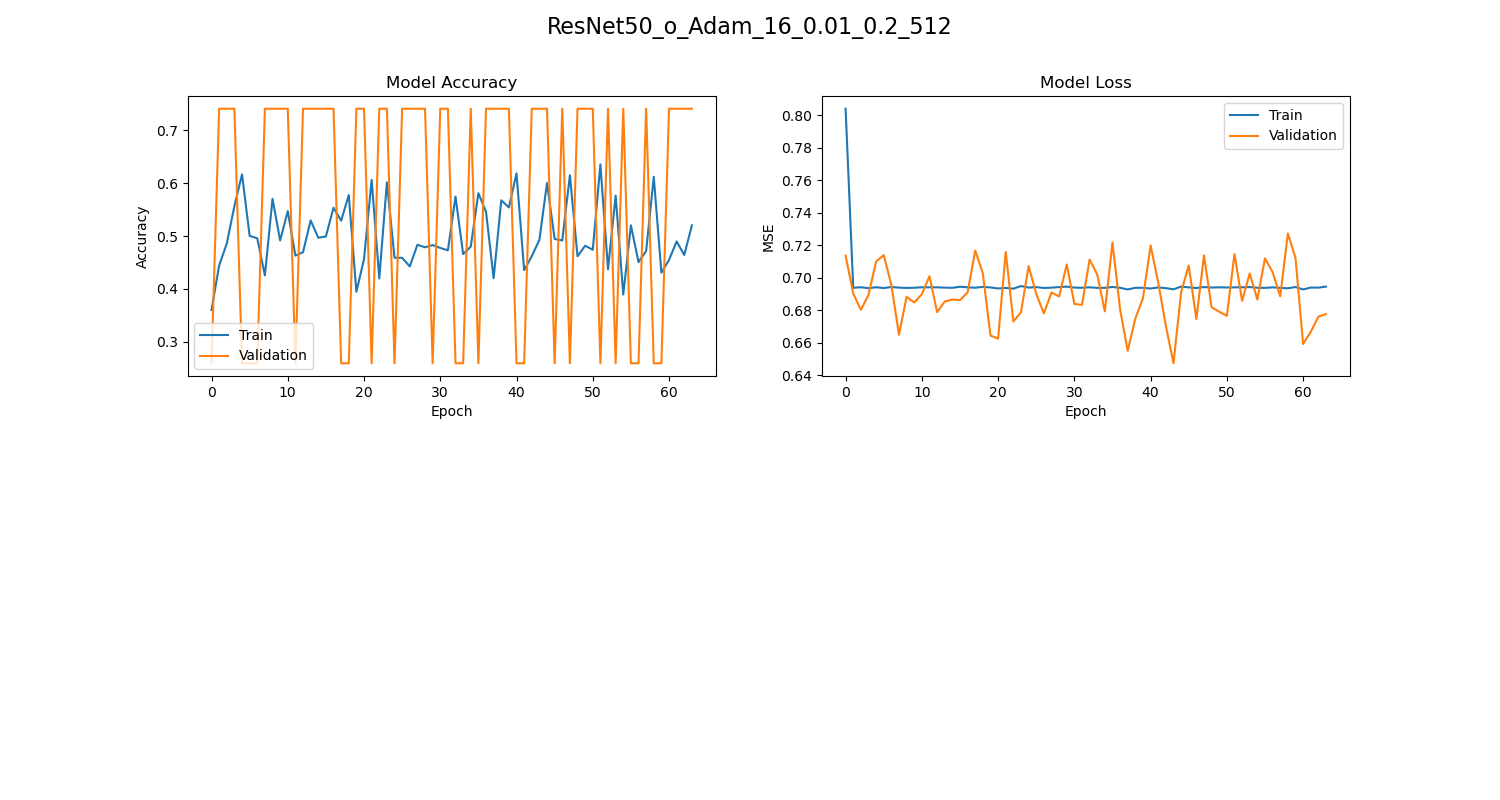 ResNet50_o_Adam_16_0.01_0.2_512
Model Accuracy
Accuracy
0.7
0.6
0.5
0.4
0.3
Train
Validation
0 10 20 30 40 50 60
Epoch
Model Loss
MSE
0.80
0.78
0.76
0.74
0.72
0.70
0.68
0.66
0.64
Train
Validation
0 10 20 30 40 50 60
Epoch